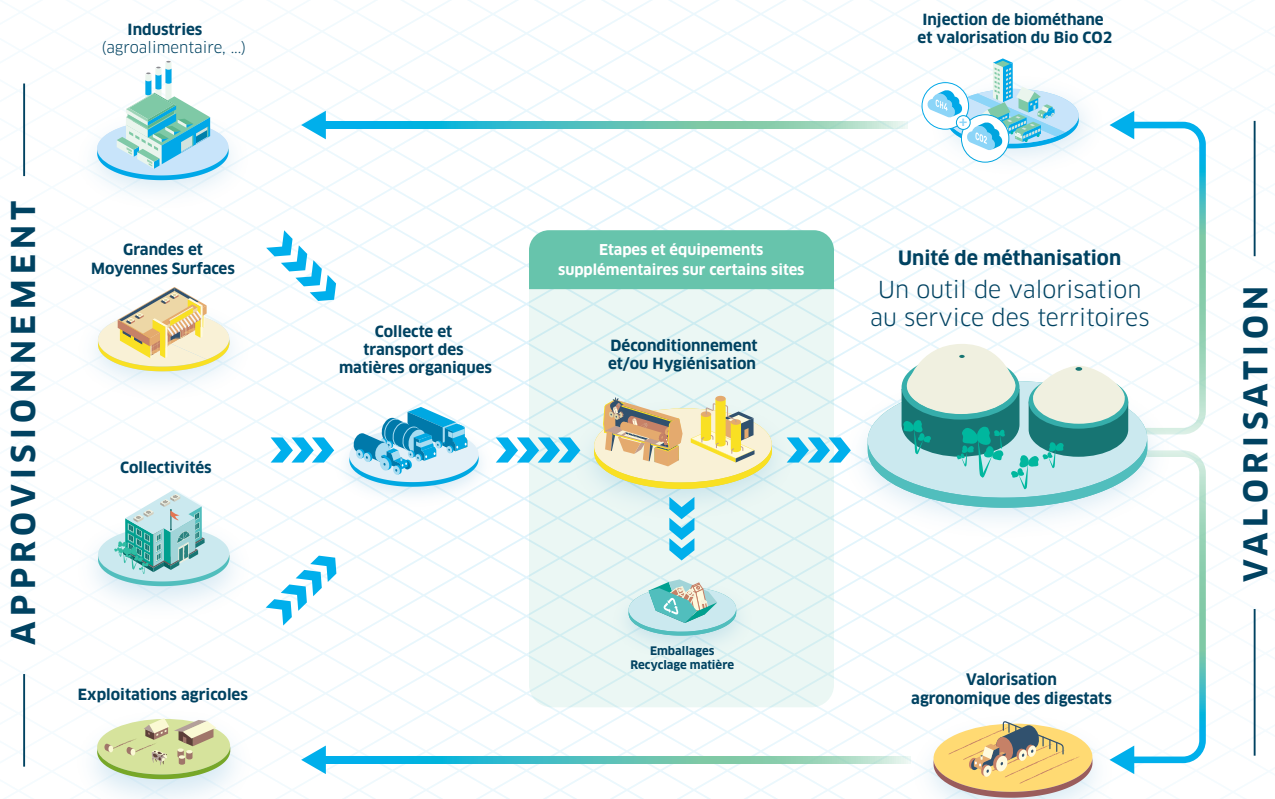 APPROVISIONNEMENT
Industries
(agroalimentaire, ...)
Grandes et
Moyennes Surfaces
Collectivités
Exploitations agricoles
Collecte et
transport des
matières organiques
Etapes et équipements
supplémentaires sur certains sites
Déconditionnement
et/ou Hygiénisation
Emballages
Recyclage matière
Unité de méthanisation
Un outil de valorisation
au service des territoires
Injection de biométhane
et valorisation du Bio CO2
CH4
+
CO2
Valorisation
agronomique des digestats
VALORISATION